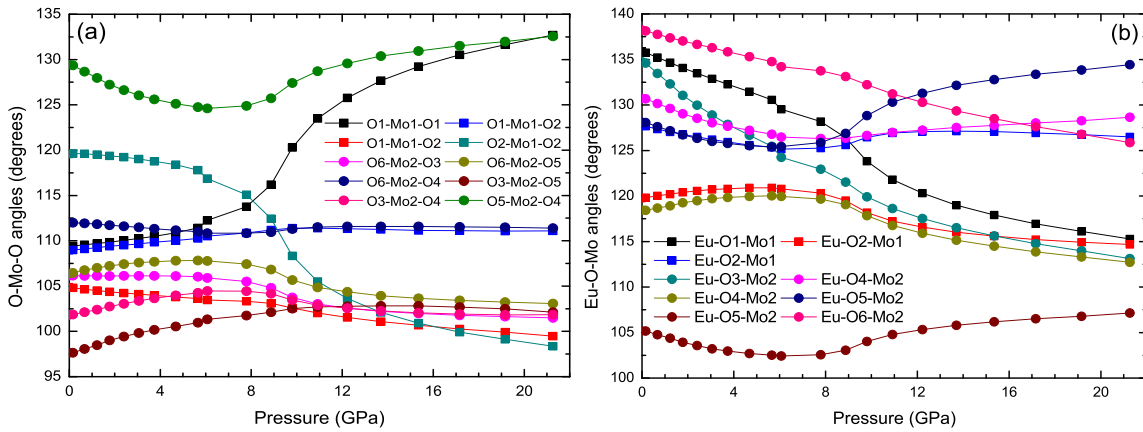 (a)
O-Mo-O angles (degrees)
135
130
125
120
115
110
105
100
95
O1-Mo1-O1 O1-Mo1-O2
O1-Mo1-O2 O2-Mo1-O2
O6-Mo2-O3 O6-Mo2-O5
O6-Mo2-O4 O3-Mo2-O5
O3-Mo2-O4 O5-Mo2-O4
0 4 8 12 16 20
Pressure (GPa)
(b)
Eu-O-Mo angles (degrees)
140
135
130
125
120
115
110
105
100
Eu-O1-Mo1 Eu-O2-Mo1
Eu-O2-Mo1
Eu-O3-Mo2 Eu-O4-Mo2
Eu-O4-Mo2 Eu-O5-Mo2
Eu-O5-Mo2 Eu-O6-Mo2
0 4 8 12 16 20
Pressure (GPa)